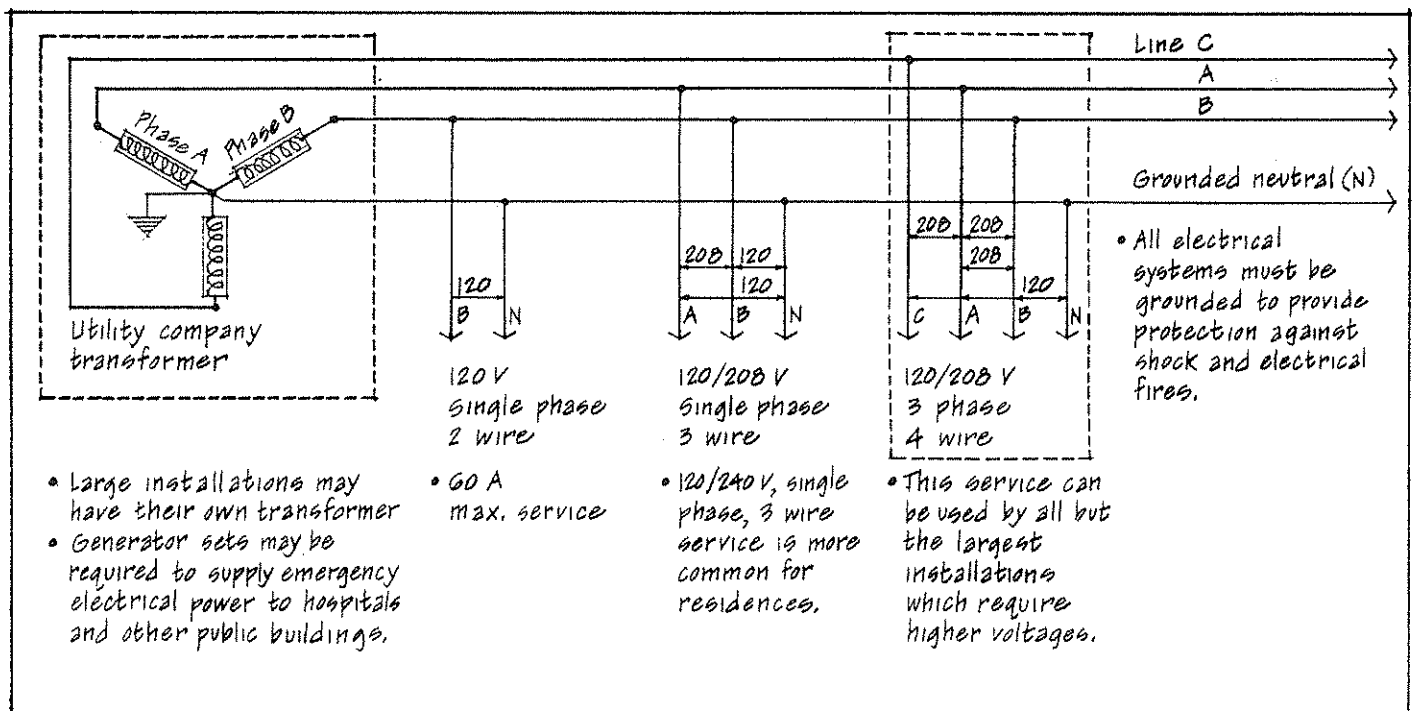 Line C
A
B
Phase A
Phase B
Grounded neutral (N)
Utility company
transformer
120
B
N
120 V
single phase
2 wire
208
120
120
A
B
N
120/208 V
Single phase
3 wire
208
208
208
120
C
A
B
N
120/208 V
3 phase
4 wire
• All electrical
systems must be
grounded to provide
protection against
shock and electrical
fires.
• Large installations may
have their own transformer
• Generator sets may be
required to supply emergency
electrical power to hospitals
and other public buildings.
• 60 A
max. service
• 120/240 V, single
phase, 3 wire
service is more
common for
residences.
• This service can
be used by all but
the largest
installations
which require
higher voltages.